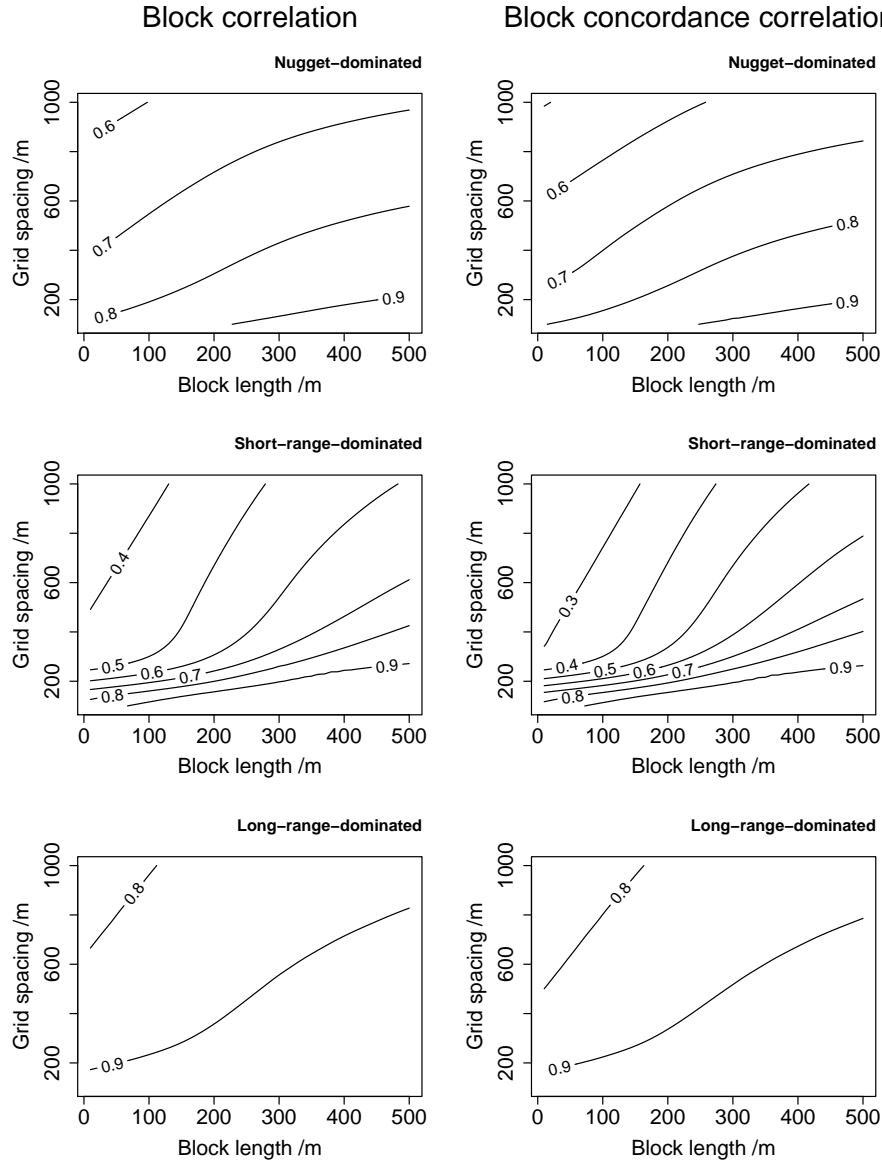 Block correlation
Block concordance correlation
Nugget−dominated
Grid spacing /m
1000
600
200
0.6
0.7
0.8
0.9
0 100 200 300 400 500
Block length /m
Nugget−dominated
Grid spacing /m
1000
600
200
0.6
0.7
0.8
0.9
0 100 200 300 400 500
Block length /m
Short−range−dominated
Grid spacing /m
1000
600
200
0.4
0.5
0.6
0.7
0.8
0.9
0 100 200 300 400 500
Block length /m
Short−range−dominated
Grid spacing /m
1000
600
200
0.3
0.4
0.5
0.6
0.7
0.8
0.9
0 100 200 300 400 500
Block length /m
Long−range−dominated
Grid spacing /m
1000
600
200
0.8
0.9
0 100 200 300 400 500
Block length /m
Long−range−dominated
Grid spacing /m
1000
600
200
0.8
0.9
0 100 200 300 400 500
Block length /m